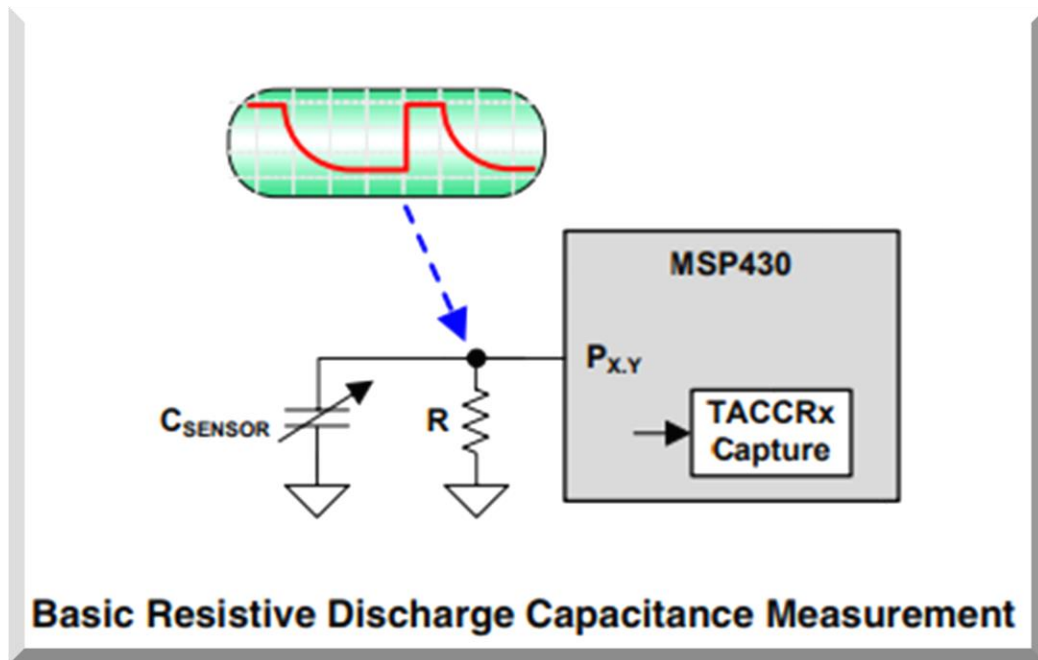 MSP430
PX.Y
CSENSOR
R
TACCRx
Capture
Basic Resistive Discharge Capacitance Measurement